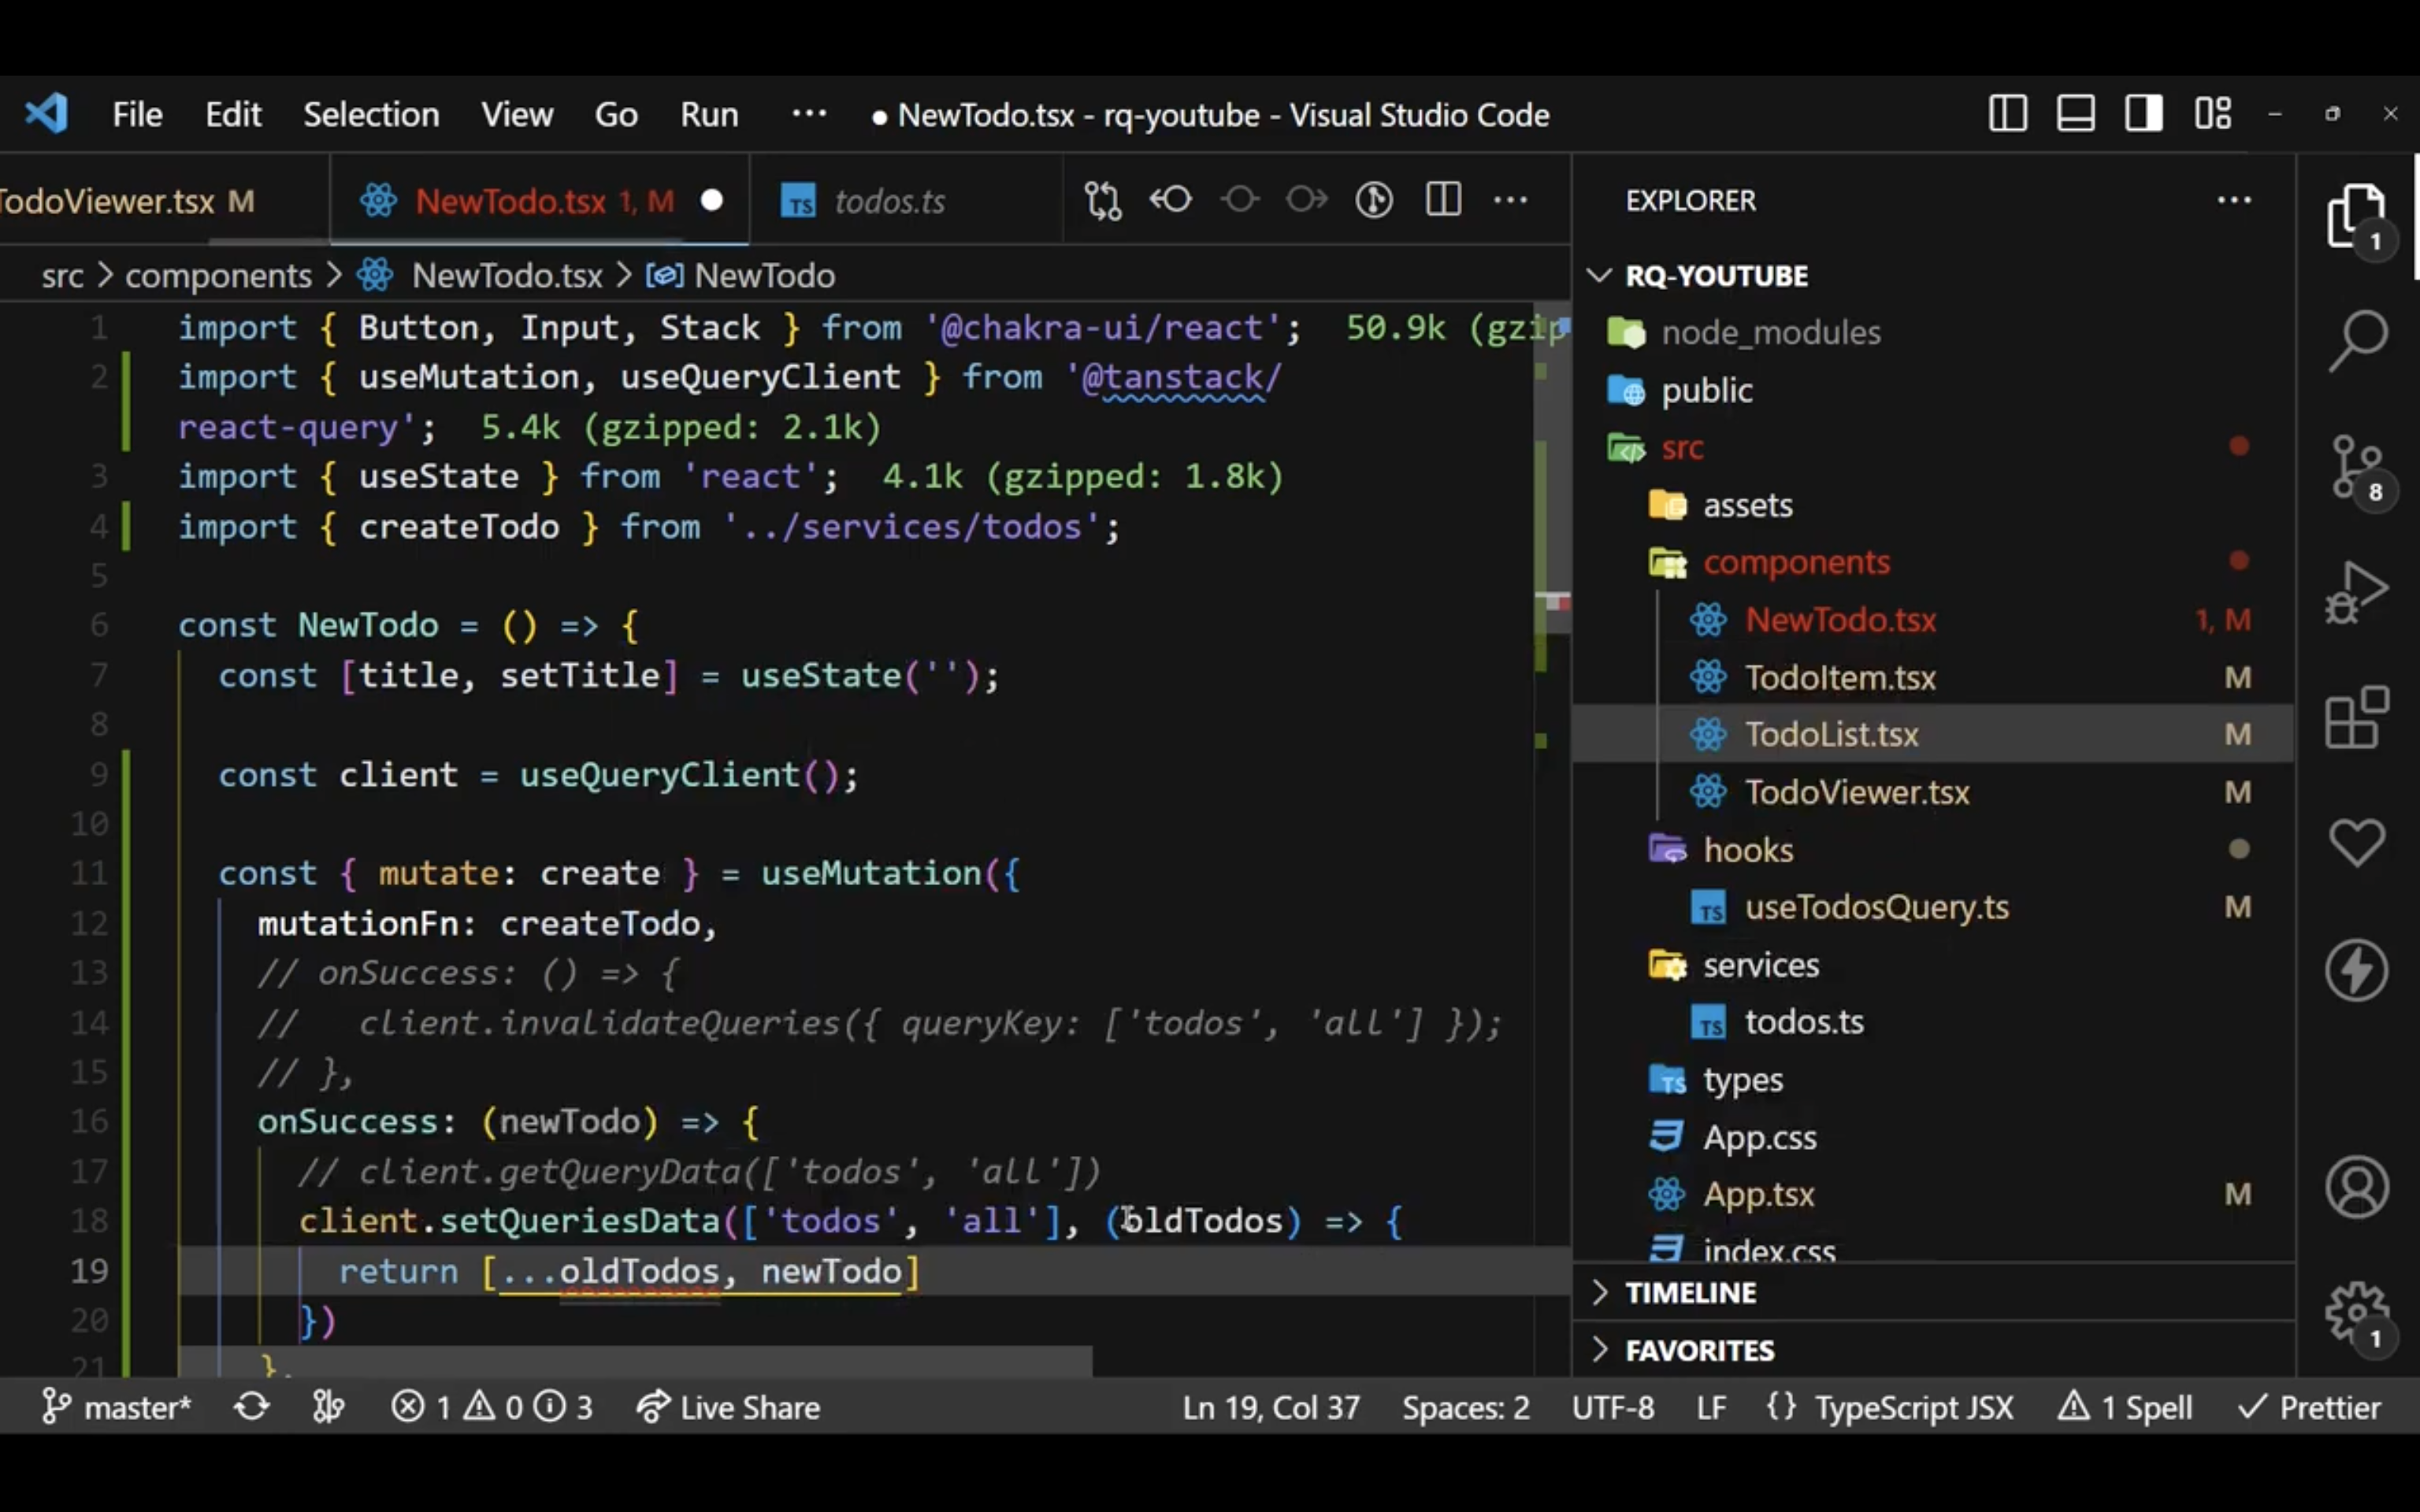 File Edit Selection View Go Run ··· ● NewTodo.tsx - rq-youtube - Visual Studio Code
TodoViewer.tsx M
NewTodo.tsx 1, M
TS todos.ts
src > components > NewTodo.tsx > NewTodo
1 import { Button, Input, Stack } from '@chakra-ui/react'; 50.9k (gzip
2 import { useMutation, useQueryClient } from '@tanstack/
react-query'; 5.4k (gzipped: 2.1k)
3 import { useState } from 'react'; 4.1k (gzipped: 1.8k)
4 import { createTodo } from '../services/todos';
5
6 const NewTodo = () => {
7 const [title, setTitle] = useState('');
8
9 const client = useQueryClient();
10
11 const { mutate: create } = useMutation({
12 mutationFn: createTodo,
13 // onSuccess: () => {
14 //   client.invalidateQueries({ queryKey: ['todos', 'all'] });
15 // },
16 onSuccess: (newTodo) => {
17 // client.getQueryData(['todos', 'all'])
18 client.setQueriesData(['todos', 'all'], (oldTodos) => {
19 return [...oldTodos, newTodo]
20 })
21 },
EXPLORER ···
RQ-YOUTUBE
node_modules
public
src
assets
components
NewTodo.tsx 1, M
TodoItem.tsx M
TodoList.tsx M
TodoViewer.tsx M
hooks
TS useTodosQuery.ts M
services
TS todos.ts
TS types
App.css
App.tsx M
index.css
TIMELINE
FAVORITES
1
8
1
master* 1 0 3 Live Share Ln 19, Col 37 Spaces: 2 UTF-8 LF {} TypeScript JSX 1 Spell Prettier